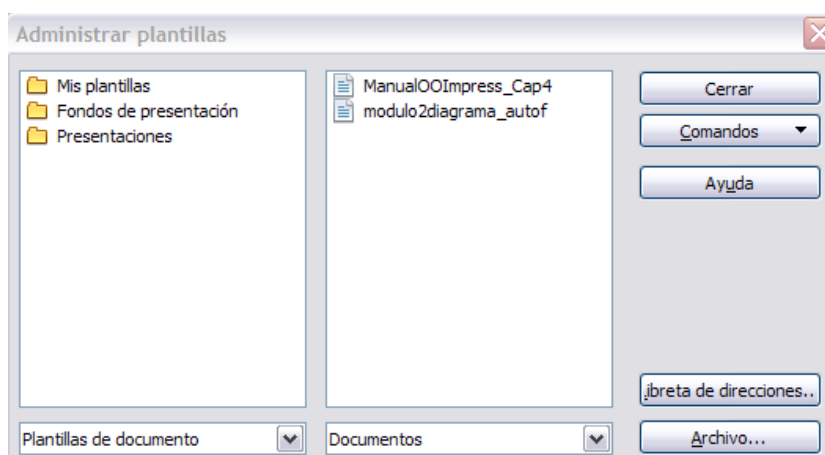 Administrar plantillas
Mis plantillas
Fondos de presentación
Presentaciones
ManualOOImpress_Cap4
modulo2diagrama_autof
Cerrar
Comandos
Ayuda
ibreta de direcciones..
Plantillas de documento
Documentos
Archivo...